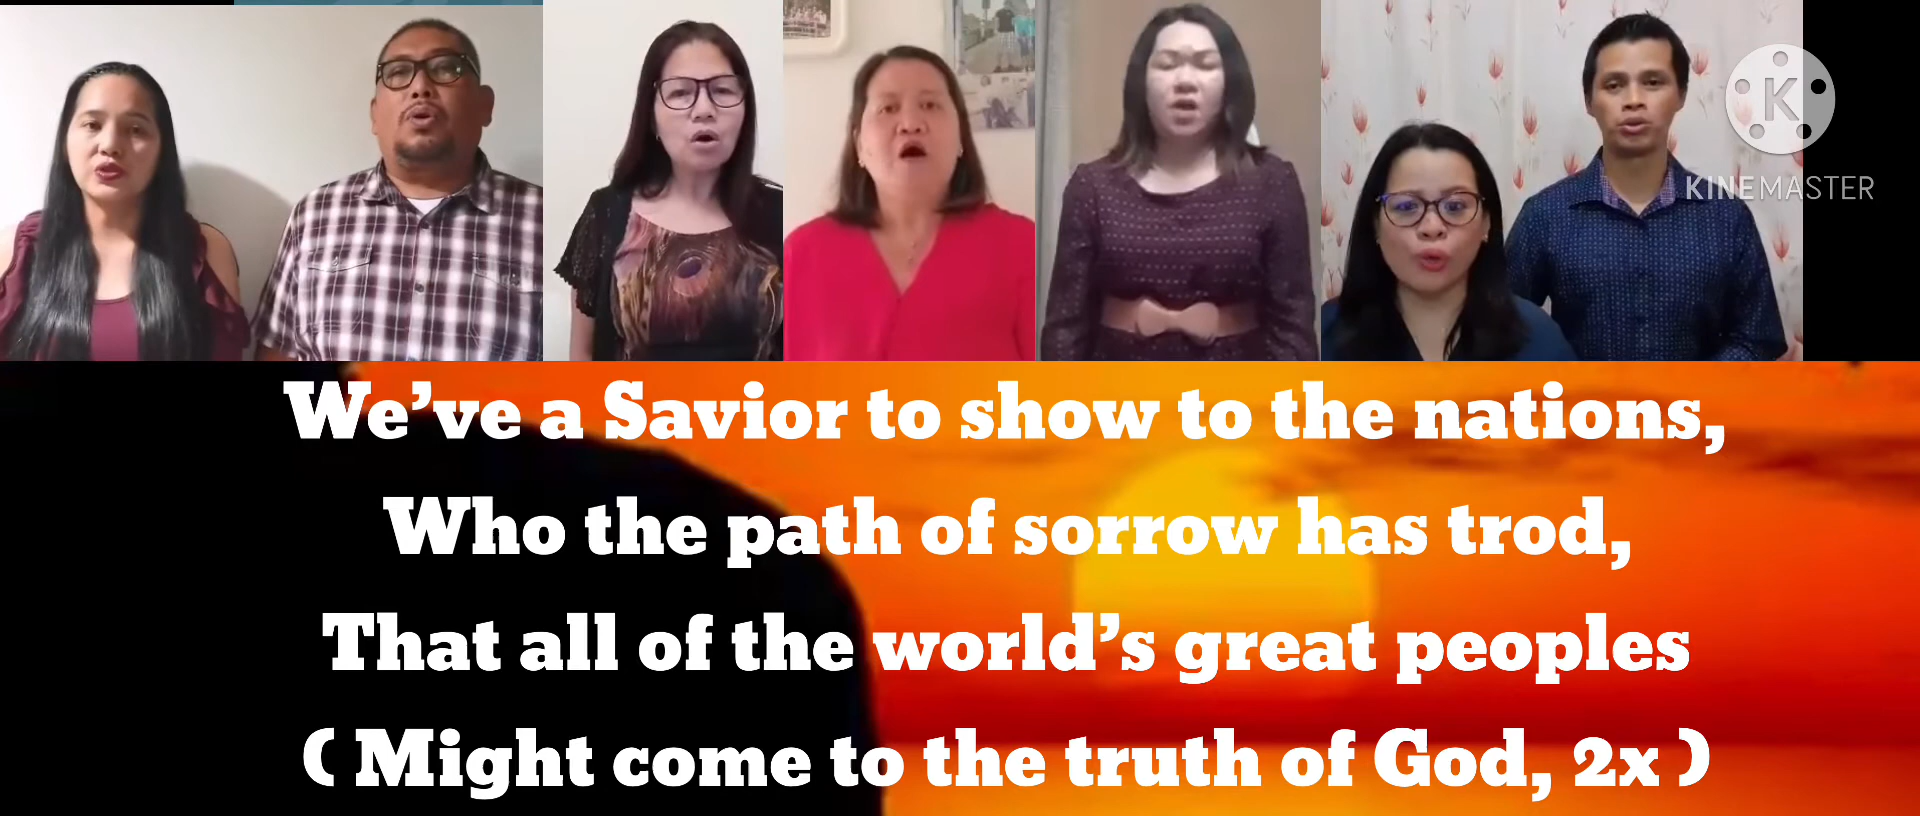 K
KINEMASTER
We’ve a Savior to show to the nations,
Who the path of sorrow has trod,
That all of the world’s great peoples
( Might come to the truth of God, 2x )